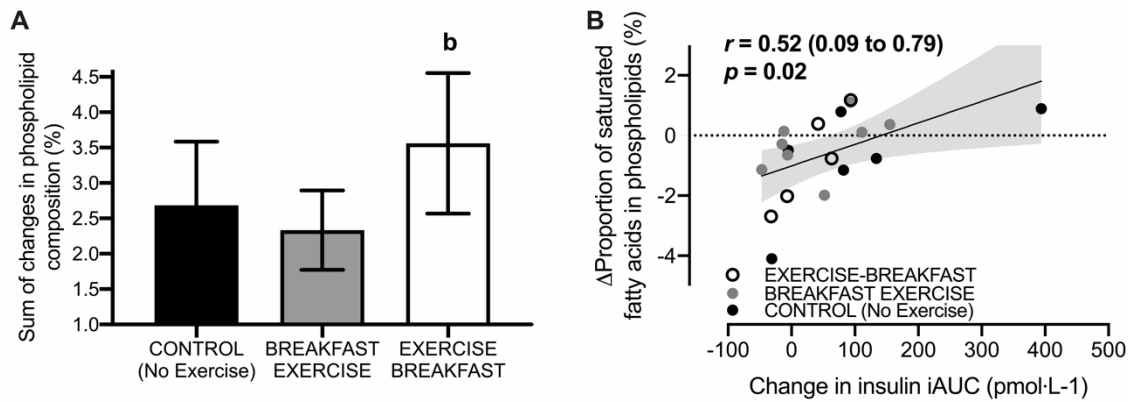 A
b
Sum of changes in phospholipid
composition (%)
4.5
4.0
3.5
3.0
2.5
2.0
1.5
1.0
CONTROL
(No Exercise)
BREAKFAST
EXERCISE
EXERCISE
BREAKFAST
B
r = 0.52 (0.09 to 0.79)
p = 0.02
ΔProportion of saturated
fatty acids in phospholipids (%)
2
0
-2
-4
EXERCISE-BREAKFAST
BREAKFAST EXERCISE
CONTROL (No Exercise)
-100 0 100 200 300 400 500
Change in insulin iAUC (pmol·L-1)